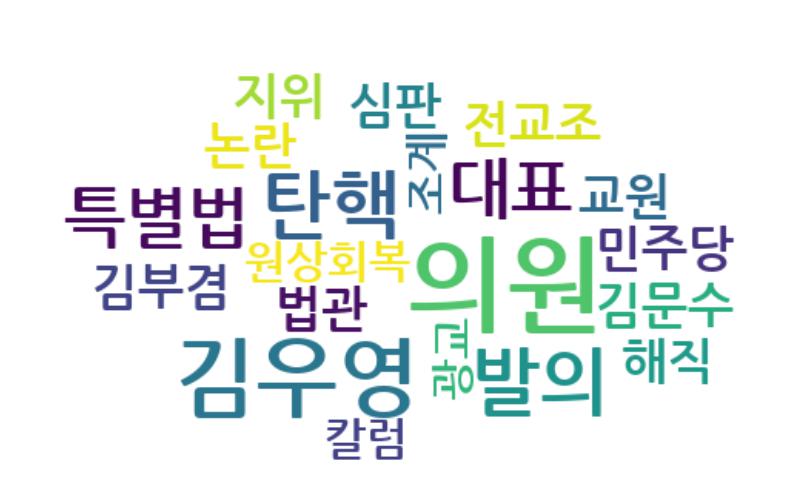 지위
심판
전교조
논란
조계
탄핵
대표
교원
특별법
민주당
원상회복
의원
김부겸
법관
김문수
김우영
광교
발의
해직
칼럼